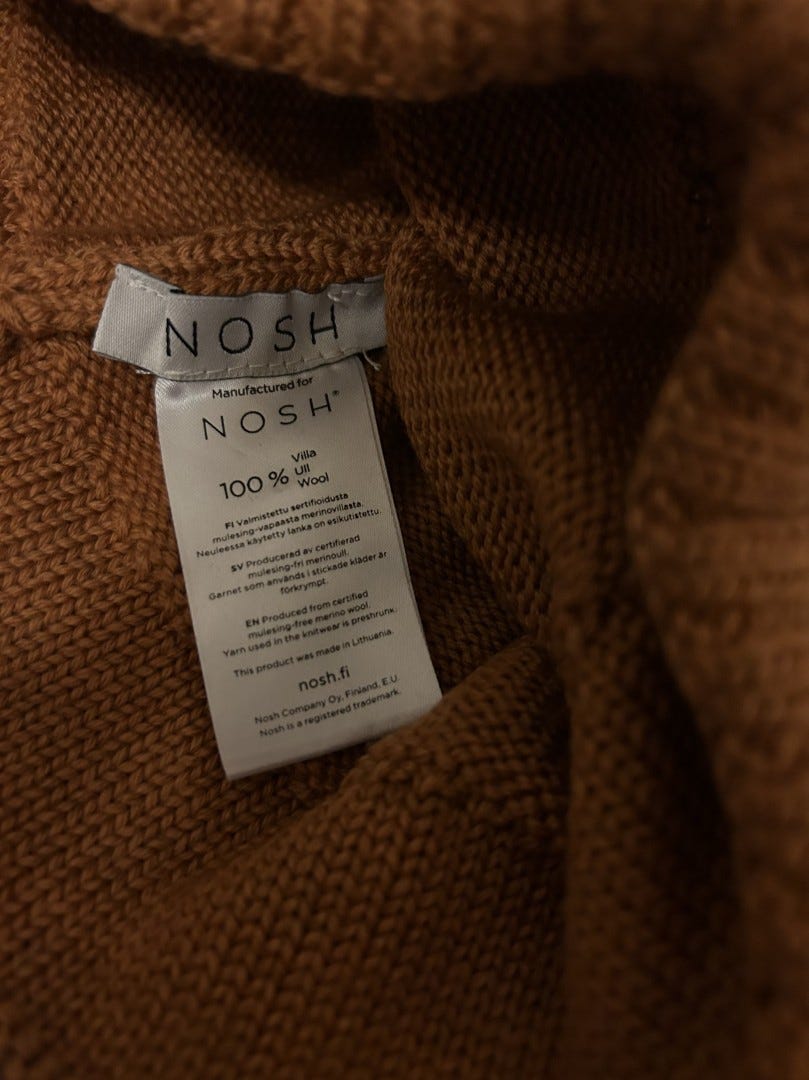 NOSH
Manufactured for
NOSH®
100 % Villa
Ull
Wool
FI Valmistettu sertifioidusta
mulesing-vapaasta merinovillasta.
Neuleessa käytetty lanka on esikutistettu.
SV Producerad av certifierad
mulesing-fri merinoull.
Garnet som används i stickade kläder är
förkrympt.
EN Produced from certified
mulesing-free merino wool.
Yarn used in the knitwear is preshrunk.
This product was made in Lithuania.
nosh.fi
Nosh Company Oy, Finland, E.U.
Nosh is a registered trademark.